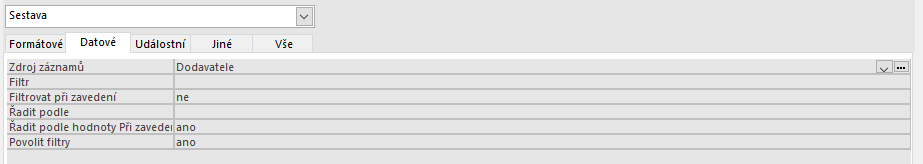 Sestava
Formátové Datové Událostní Jiné Vše
Zdroj záznamů Dodavatele
Filtr
Filtrovat při zavedení ne
Řadit podle
Řadit podle hodnoty Při zaveden ano
Povolit filtry ano